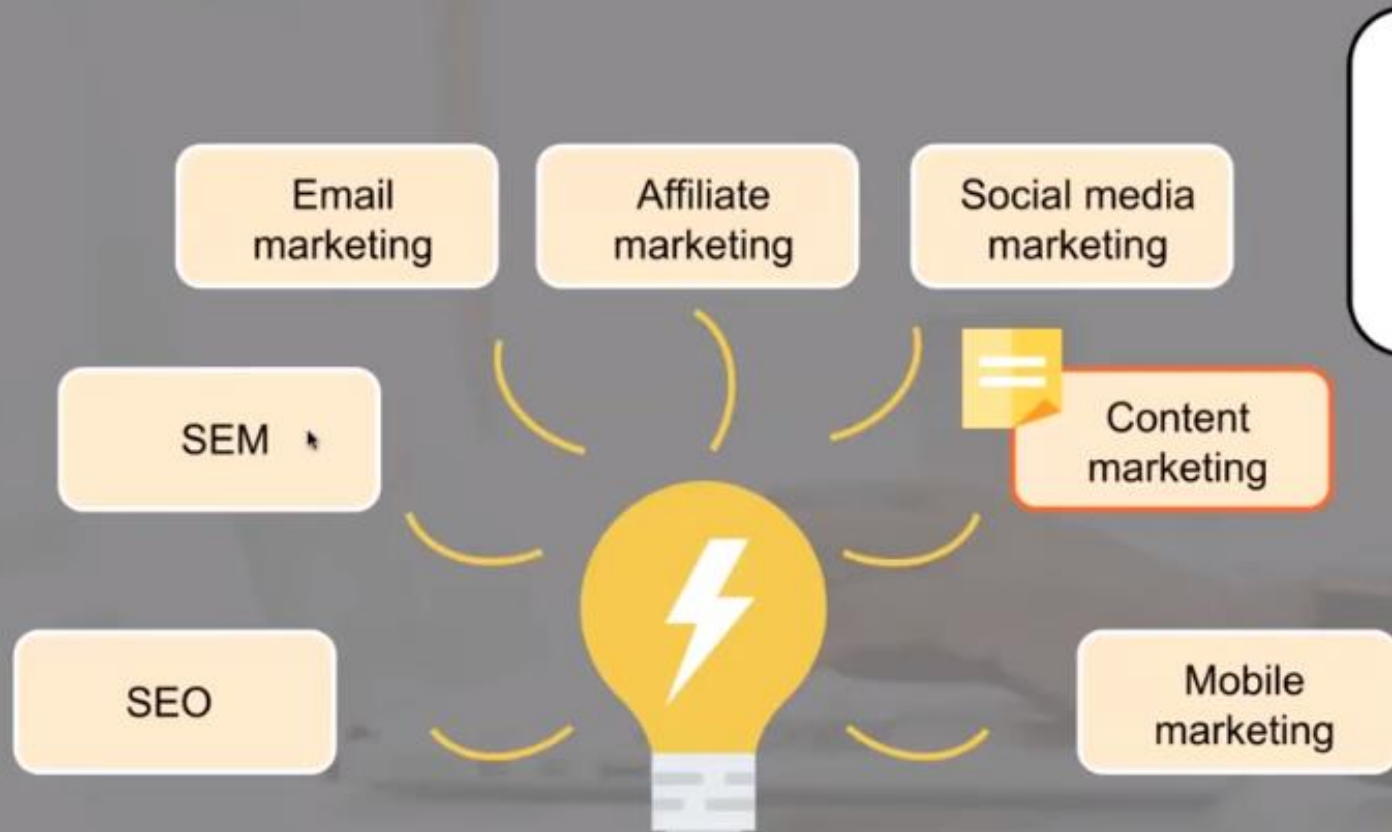 Email
marketing
Affiliate
marketing
Social media
marketing
SEM
Content
marketing
SEO
Mobile
marketing